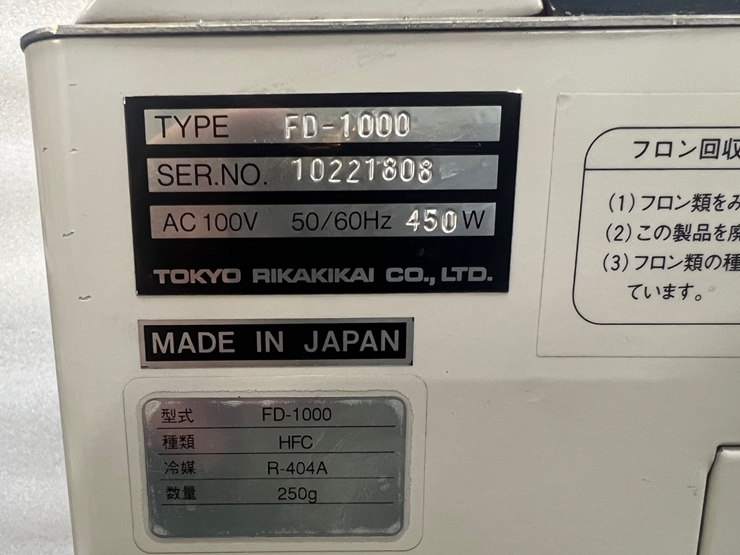 TYPE FD-1000
SER.NO. 10221808
AC 100V 50/60Hz 450W
TOKYO RIKAKIKAI CO., LTD.
MADE IN JAPAN
型式 FD-1000
種類 HFC
冷媒 R-404A
数量 250g
フロン回収
(1)フロン類をみ
(2)この製品を廃
(3)フロン類の種
ています。